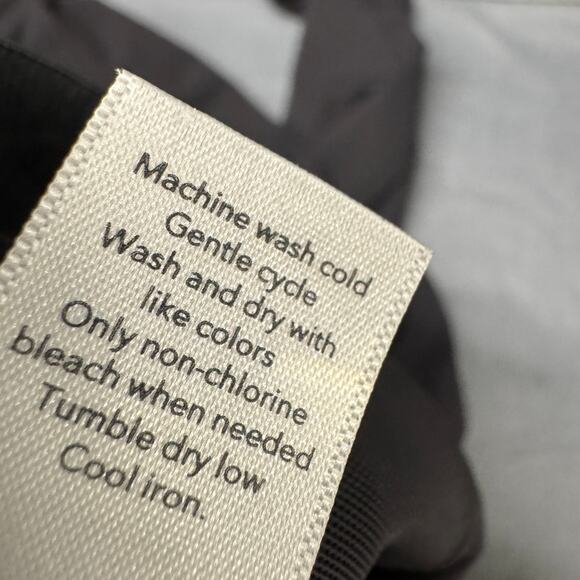 Machine wash cold
Gentle cycle
Wash and dry with
like colors
Only non-chlorine
bleach when needed
Tumble dry low
Cool iron.